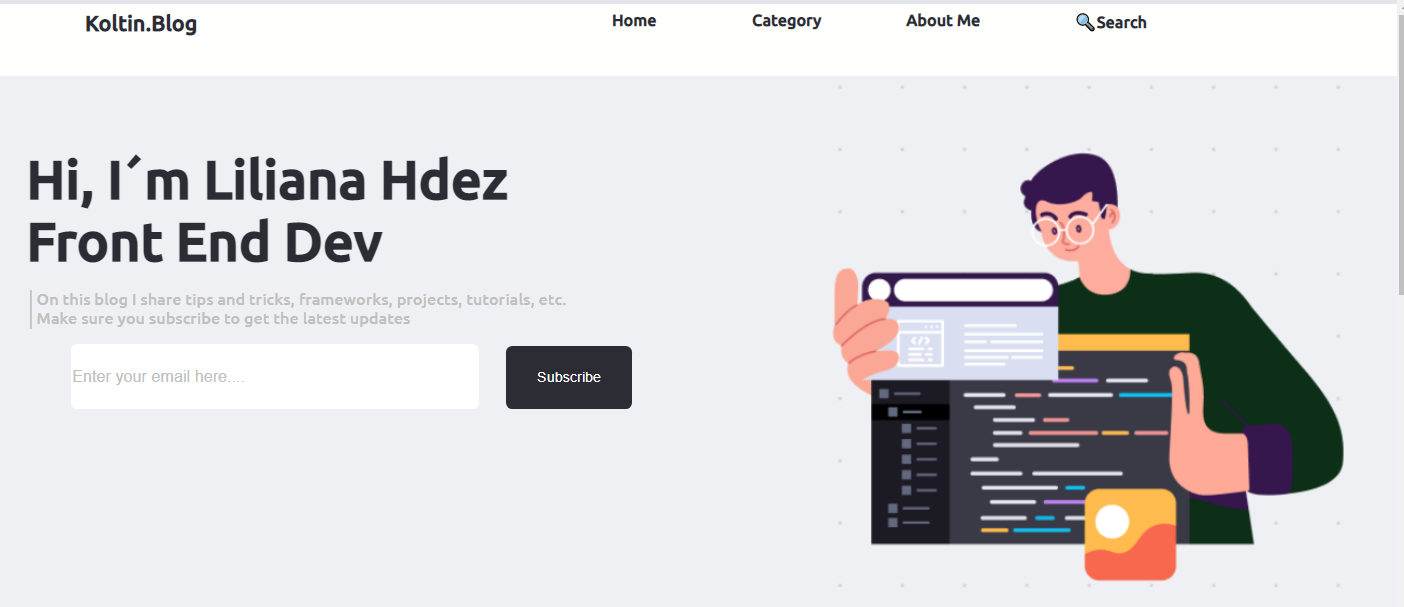 Koltin.Blog
Home
Category
About Me
🔍Search
Hi, I´m Liliana Hdez
Front End Dev
On this blog I share tips and tricks, frameworks, projects, tutorials, etc.
Make sure you subscribe to get the latest updates
Enter your email here....
Subscribe